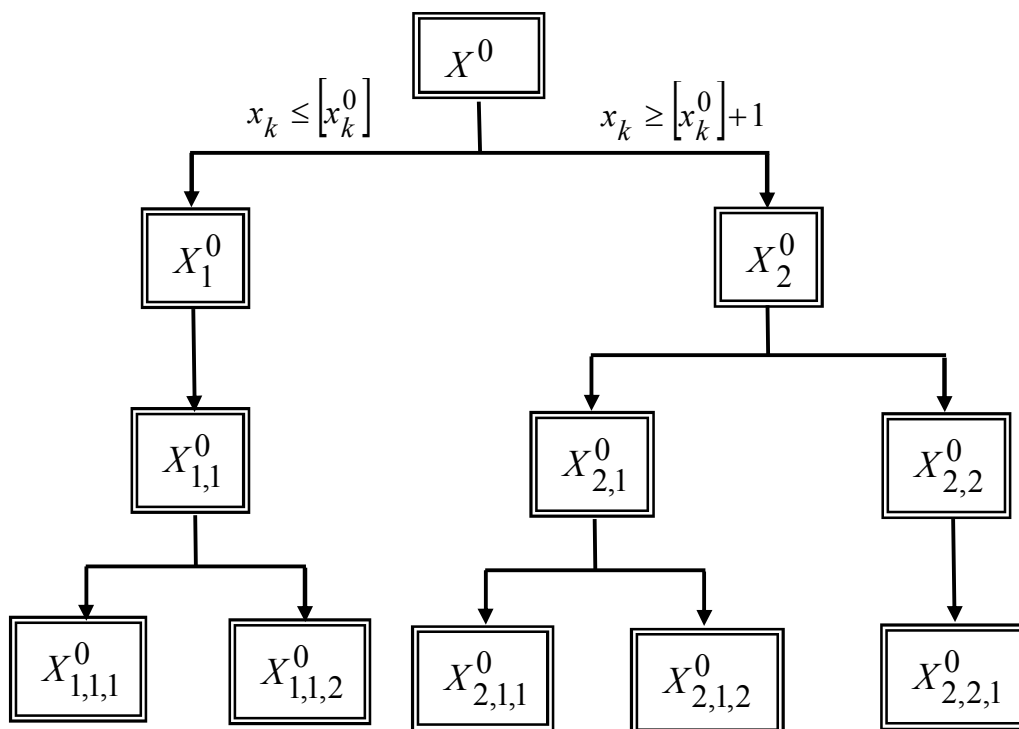 X^0
x_k ≤ [x_k^0] x_k ≥ [x_k^0]+1
X_1^0 X_2^0
X_{1,1}^0 X_{2,1}^0 X_{2,2}^0
X_{1,1,1}^0 X_{1,1,2}^0 X_{2,1,1}^0 X_{2,1,2}^0 X_{2,2,1}^0